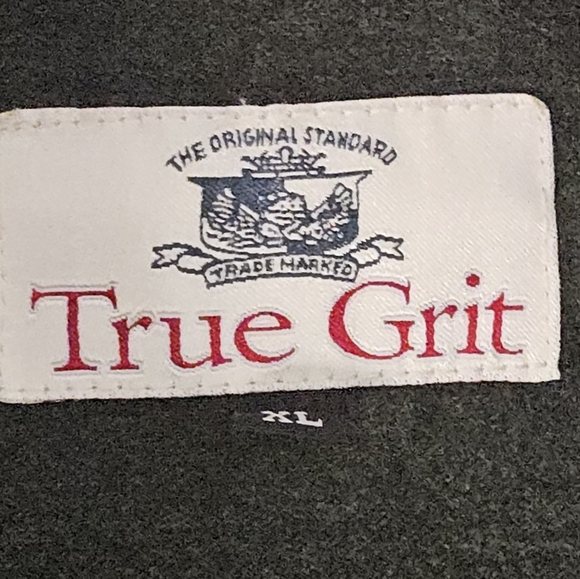 THE ORIGINAL STANDARD
TRADE MARKED
True Grit
XL